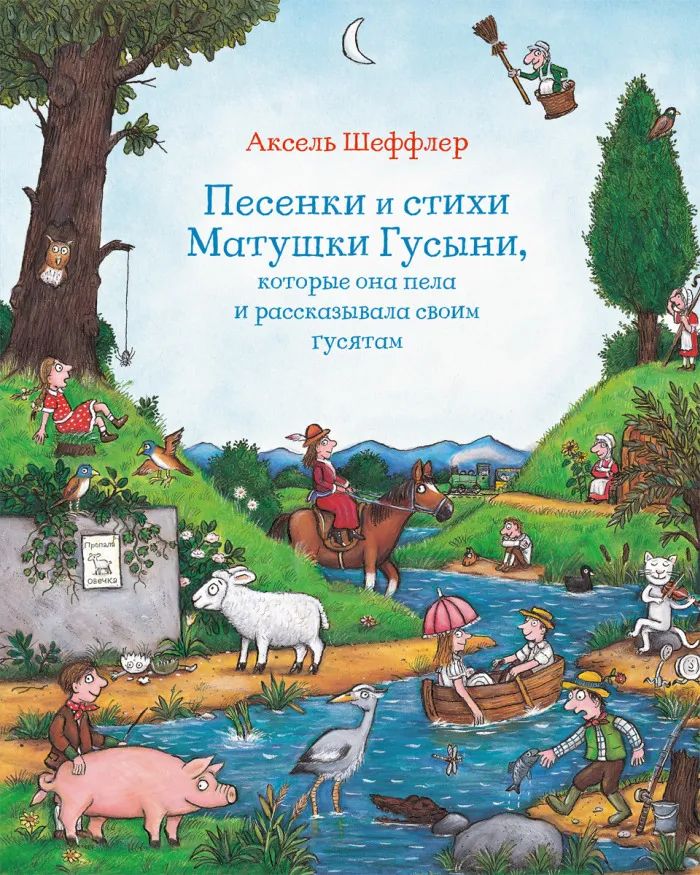 Аксель Шеффлер
Песенки и стихи
Матушки Гусыни,
которые она пела
и рассказывала своим
гусятам
Пропала
овечка